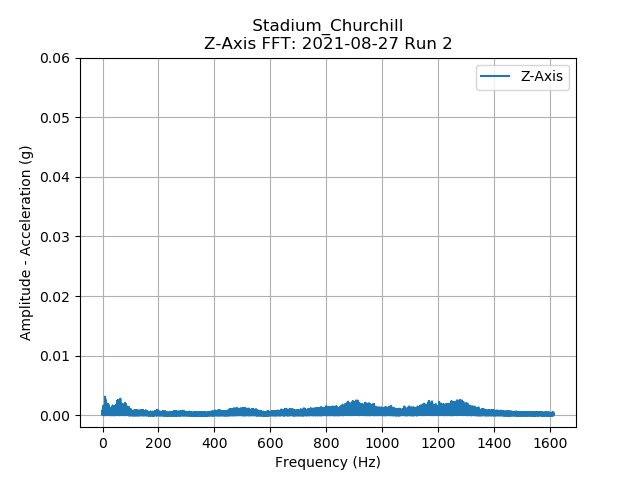 Stadium_Churchill
Z-Axis FFT: 2021-08-27 Run 2
Z-Axis
Amplitude - Acceleration (g)
0.06
0.05
0.04
0.03
0.02
0.01
0.00
0 200 400 600 800 1000 1200 1400 1600
Frequency (Hz)